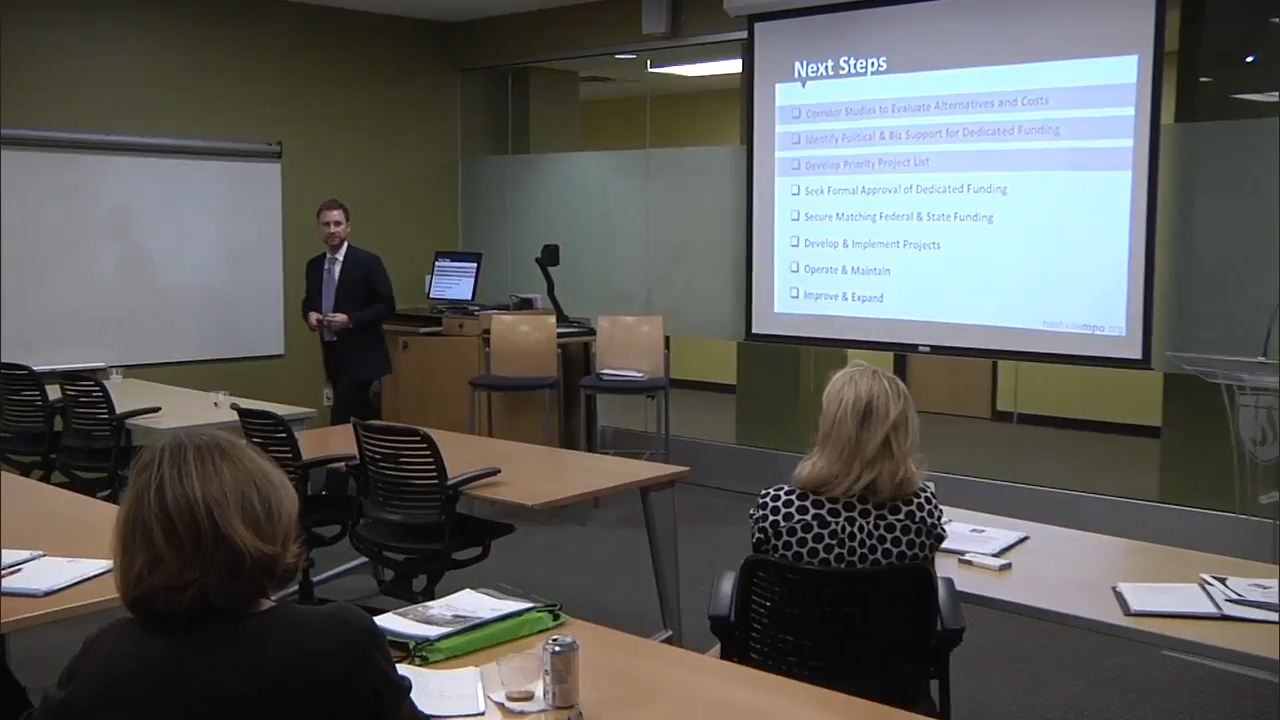 Next Steps
Corridor Studies to Evaluate Alternatives and Costs
Identify Political & Biz Support for Dedicated Funding
Develop Priority Project List
Seek Formal Approval of Dedicated Funding
Secure Matching Federal & State Funding
Develop & Implement Projects
Operate & Maintain
Improve & Expand
nashvillempo.org
Next Steps